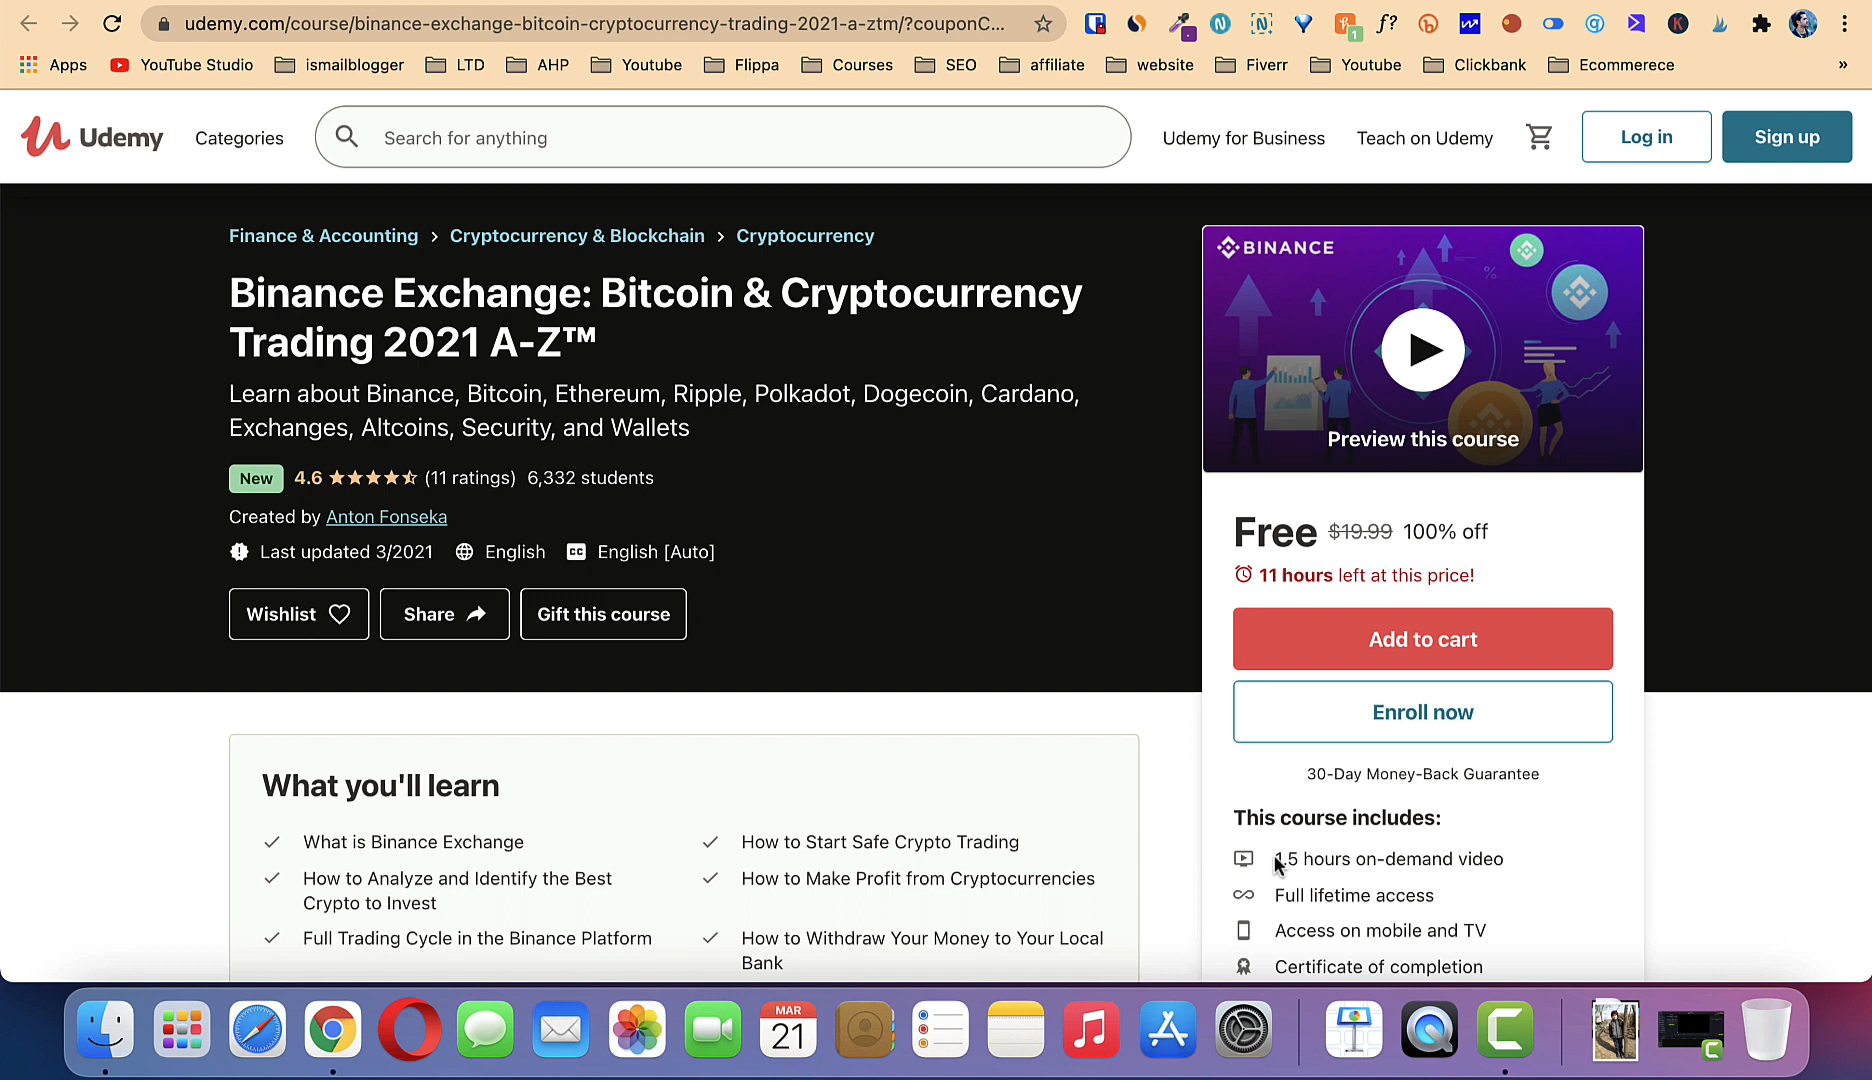 udemy.com/course/binance-exchange-bitcoin-cryptocurrency-trading-2021-a-ztm/?couponC...
1
f?
Apps
YouTube Studio
ismailblogger
LTD
AHP
Youtube
Flippa
Courses
SEO
affiliate
website
Fiverr
Youtube
Clickbank
Ecommerece
»
Udemy
Categories
Search for anything
Udemy for Business
Teach on Udemy
Log in
Sign up
Finance & Accounting > Cryptocurrency & Blockchain > Cryptocurrency
Binance Exchange: Bitcoin & Cryptocurrency
Trading 2021 A-Z™
Learn about Binance, Bitcoin, Ethereum, Ripple, Polkadot, Dogecoin, Cardano,
Exchanges, Altcoins, Security, and Wallets
New 4.6 (11 ratings) 6,332 students
Created by Anton Fonseka
Last updated 3/2021 English CC English [Auto]
Wishlist
Share
Gift this course
BINANCE
%
Preview this course
Free $19.99 100% off
11 hours left at this price!
Add to cart
Enroll now
30-Day Money-Back Guarantee
This course includes:
1.5 hours on-demand video
Full lifetime access
Access on mobile and TV
Certificate of completion
What you'll learn
What is Binance Exchange
How to Analyze and Identify the Best
Crypto to Invest
Full Trading Cycle in the Binance Platform
How to Start Safe Crypto Trading
How to Make Profit from Cryptocurrencies
How to Withdraw Your Money to Your Local
Bank
MAR
21